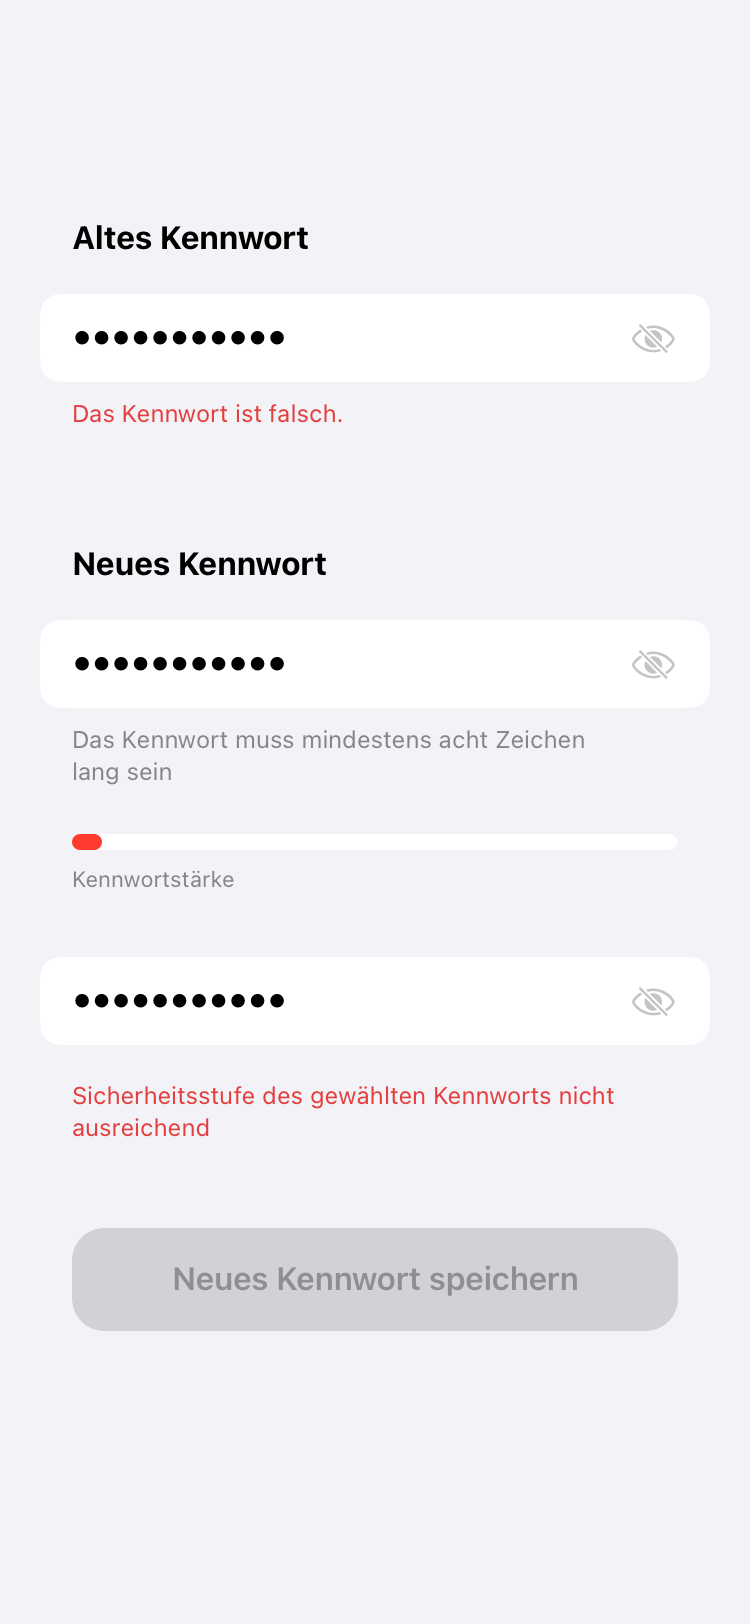 Altes Kennwort
•••••••••••
Das Kennwort ist falsch.
Neues Kennwort
•••••••••••
Das Kennwort muss mindestens acht Zeichen
lang sein
Kennwortstärke
•••••••••••
Sicherheitsstufe des gewählten Kennworts nicht
ausreichend
Neues Kennwort speichern